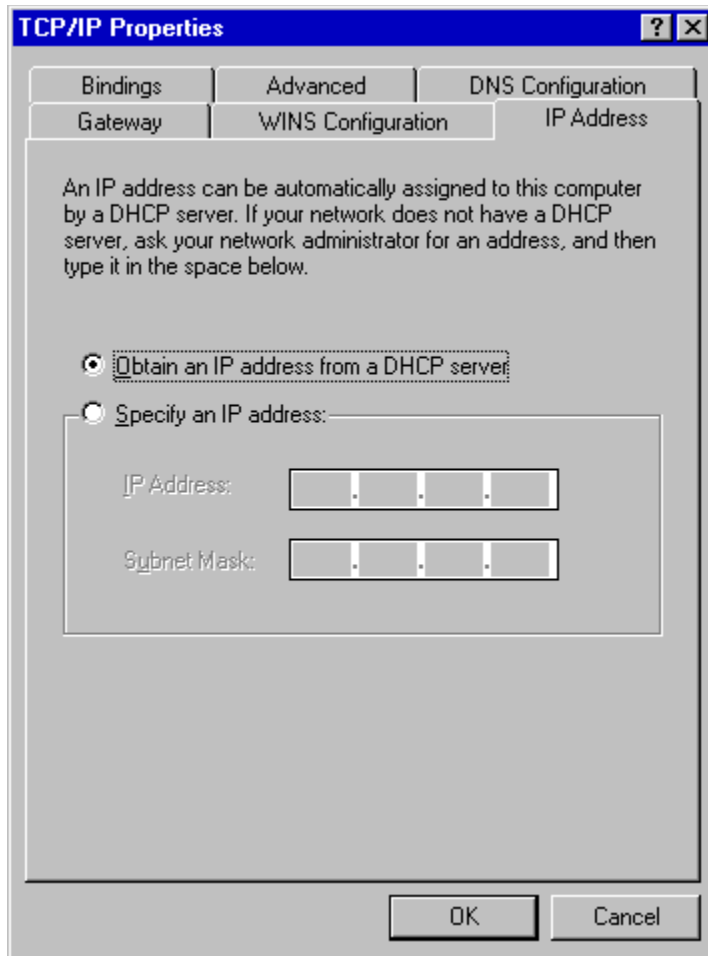 TCP/IP Properties
Bindings Advanced DNS Configuration
Gateway WINS Configuration IP Address
An IP address can be automatically assigned to this computer
by a DHCP server. If your network does not have a DHCP
server, ask your network administrator for an address, and then
type it in the space below.
Obtain an IP address from a DHCP server
Specify an IP address:
IP Address:
Subnet Mask:
OK Cancel